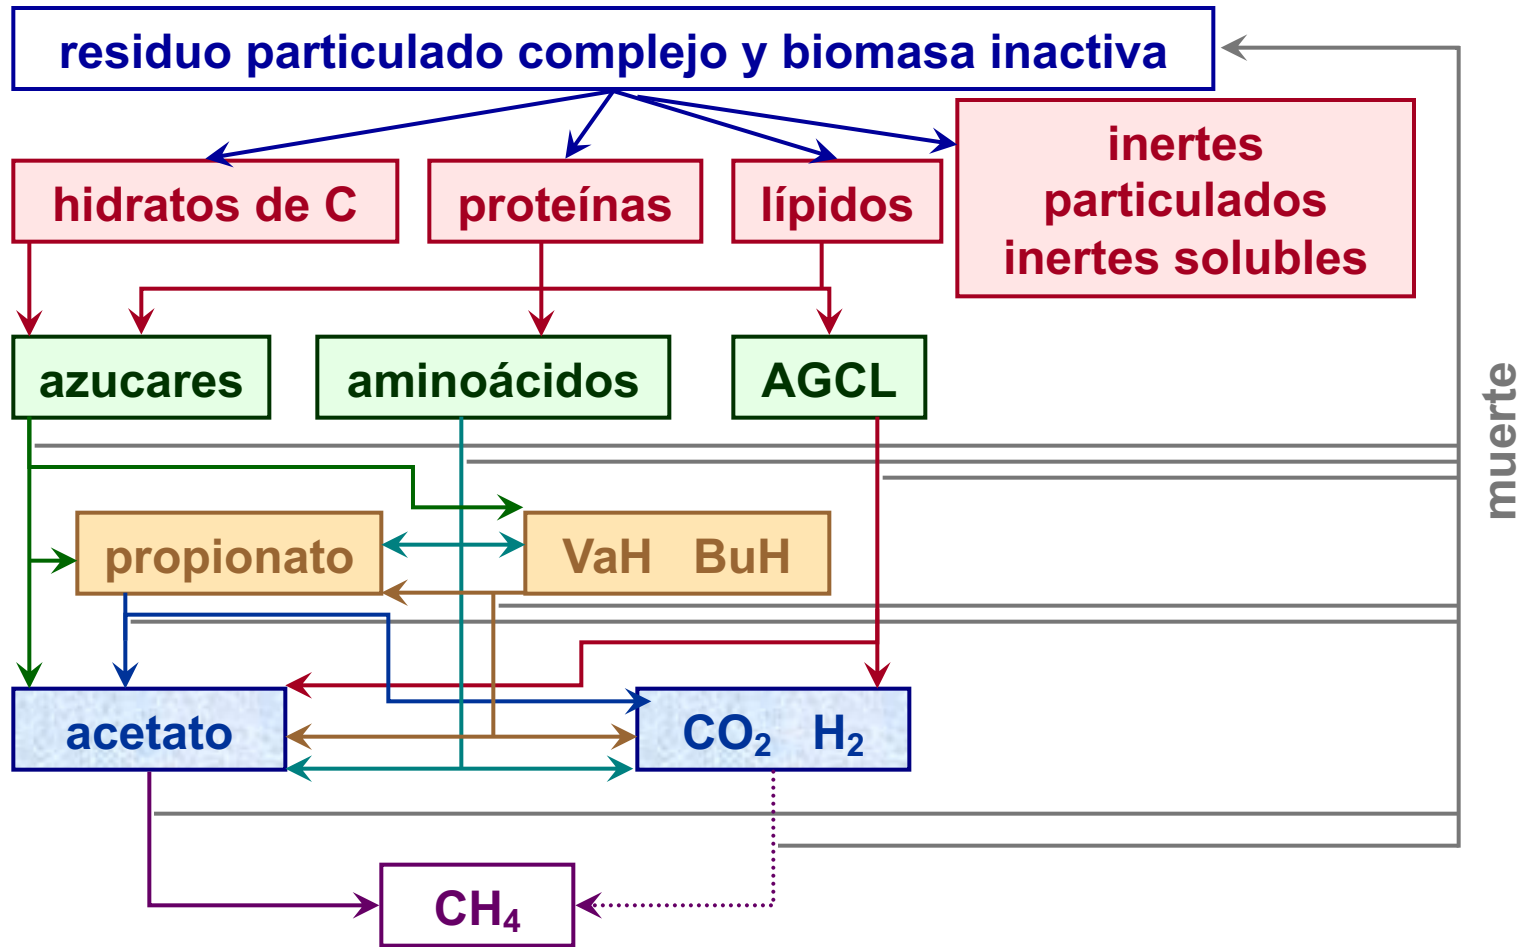 residuo particulado complejo y biomasa inactiva
inertes
particulados
inertes solubles
hidratos de C
proteínas
lípidos
azucares
aminoácidos
AGCL
muerte
propionato
VaH BuH
acetato
CO₂ H₂
CH₄